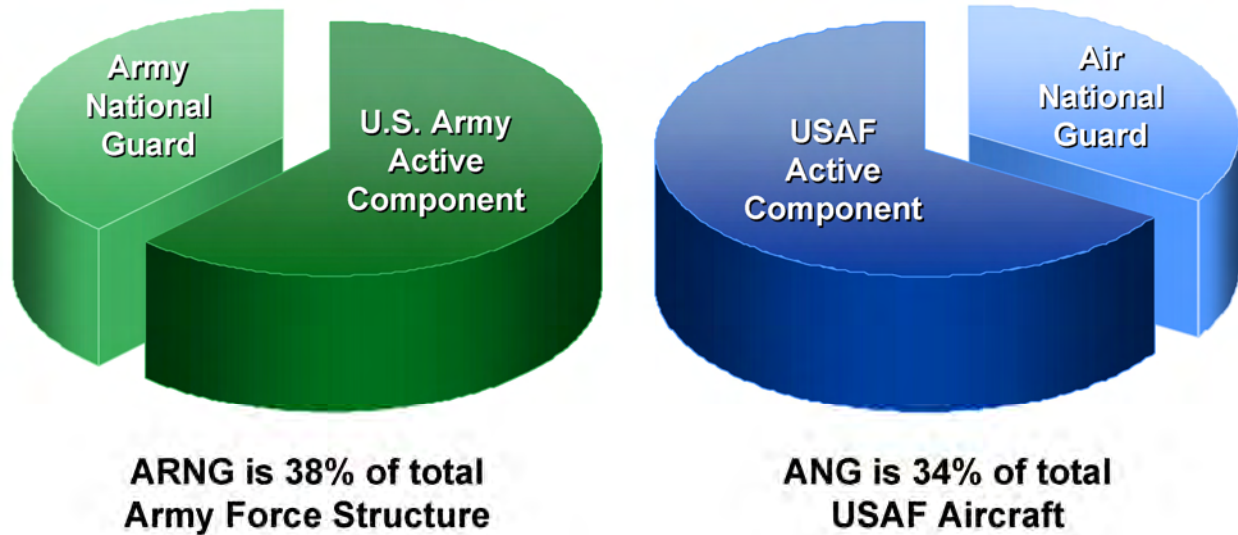 Army
National
Guard
U.S. Army
Active
Component
USAF
Active
Component
Air
National
Guard
ARNG is 38% of total
Army Force Structure
ANG is 34% of total
USAF Aircraft